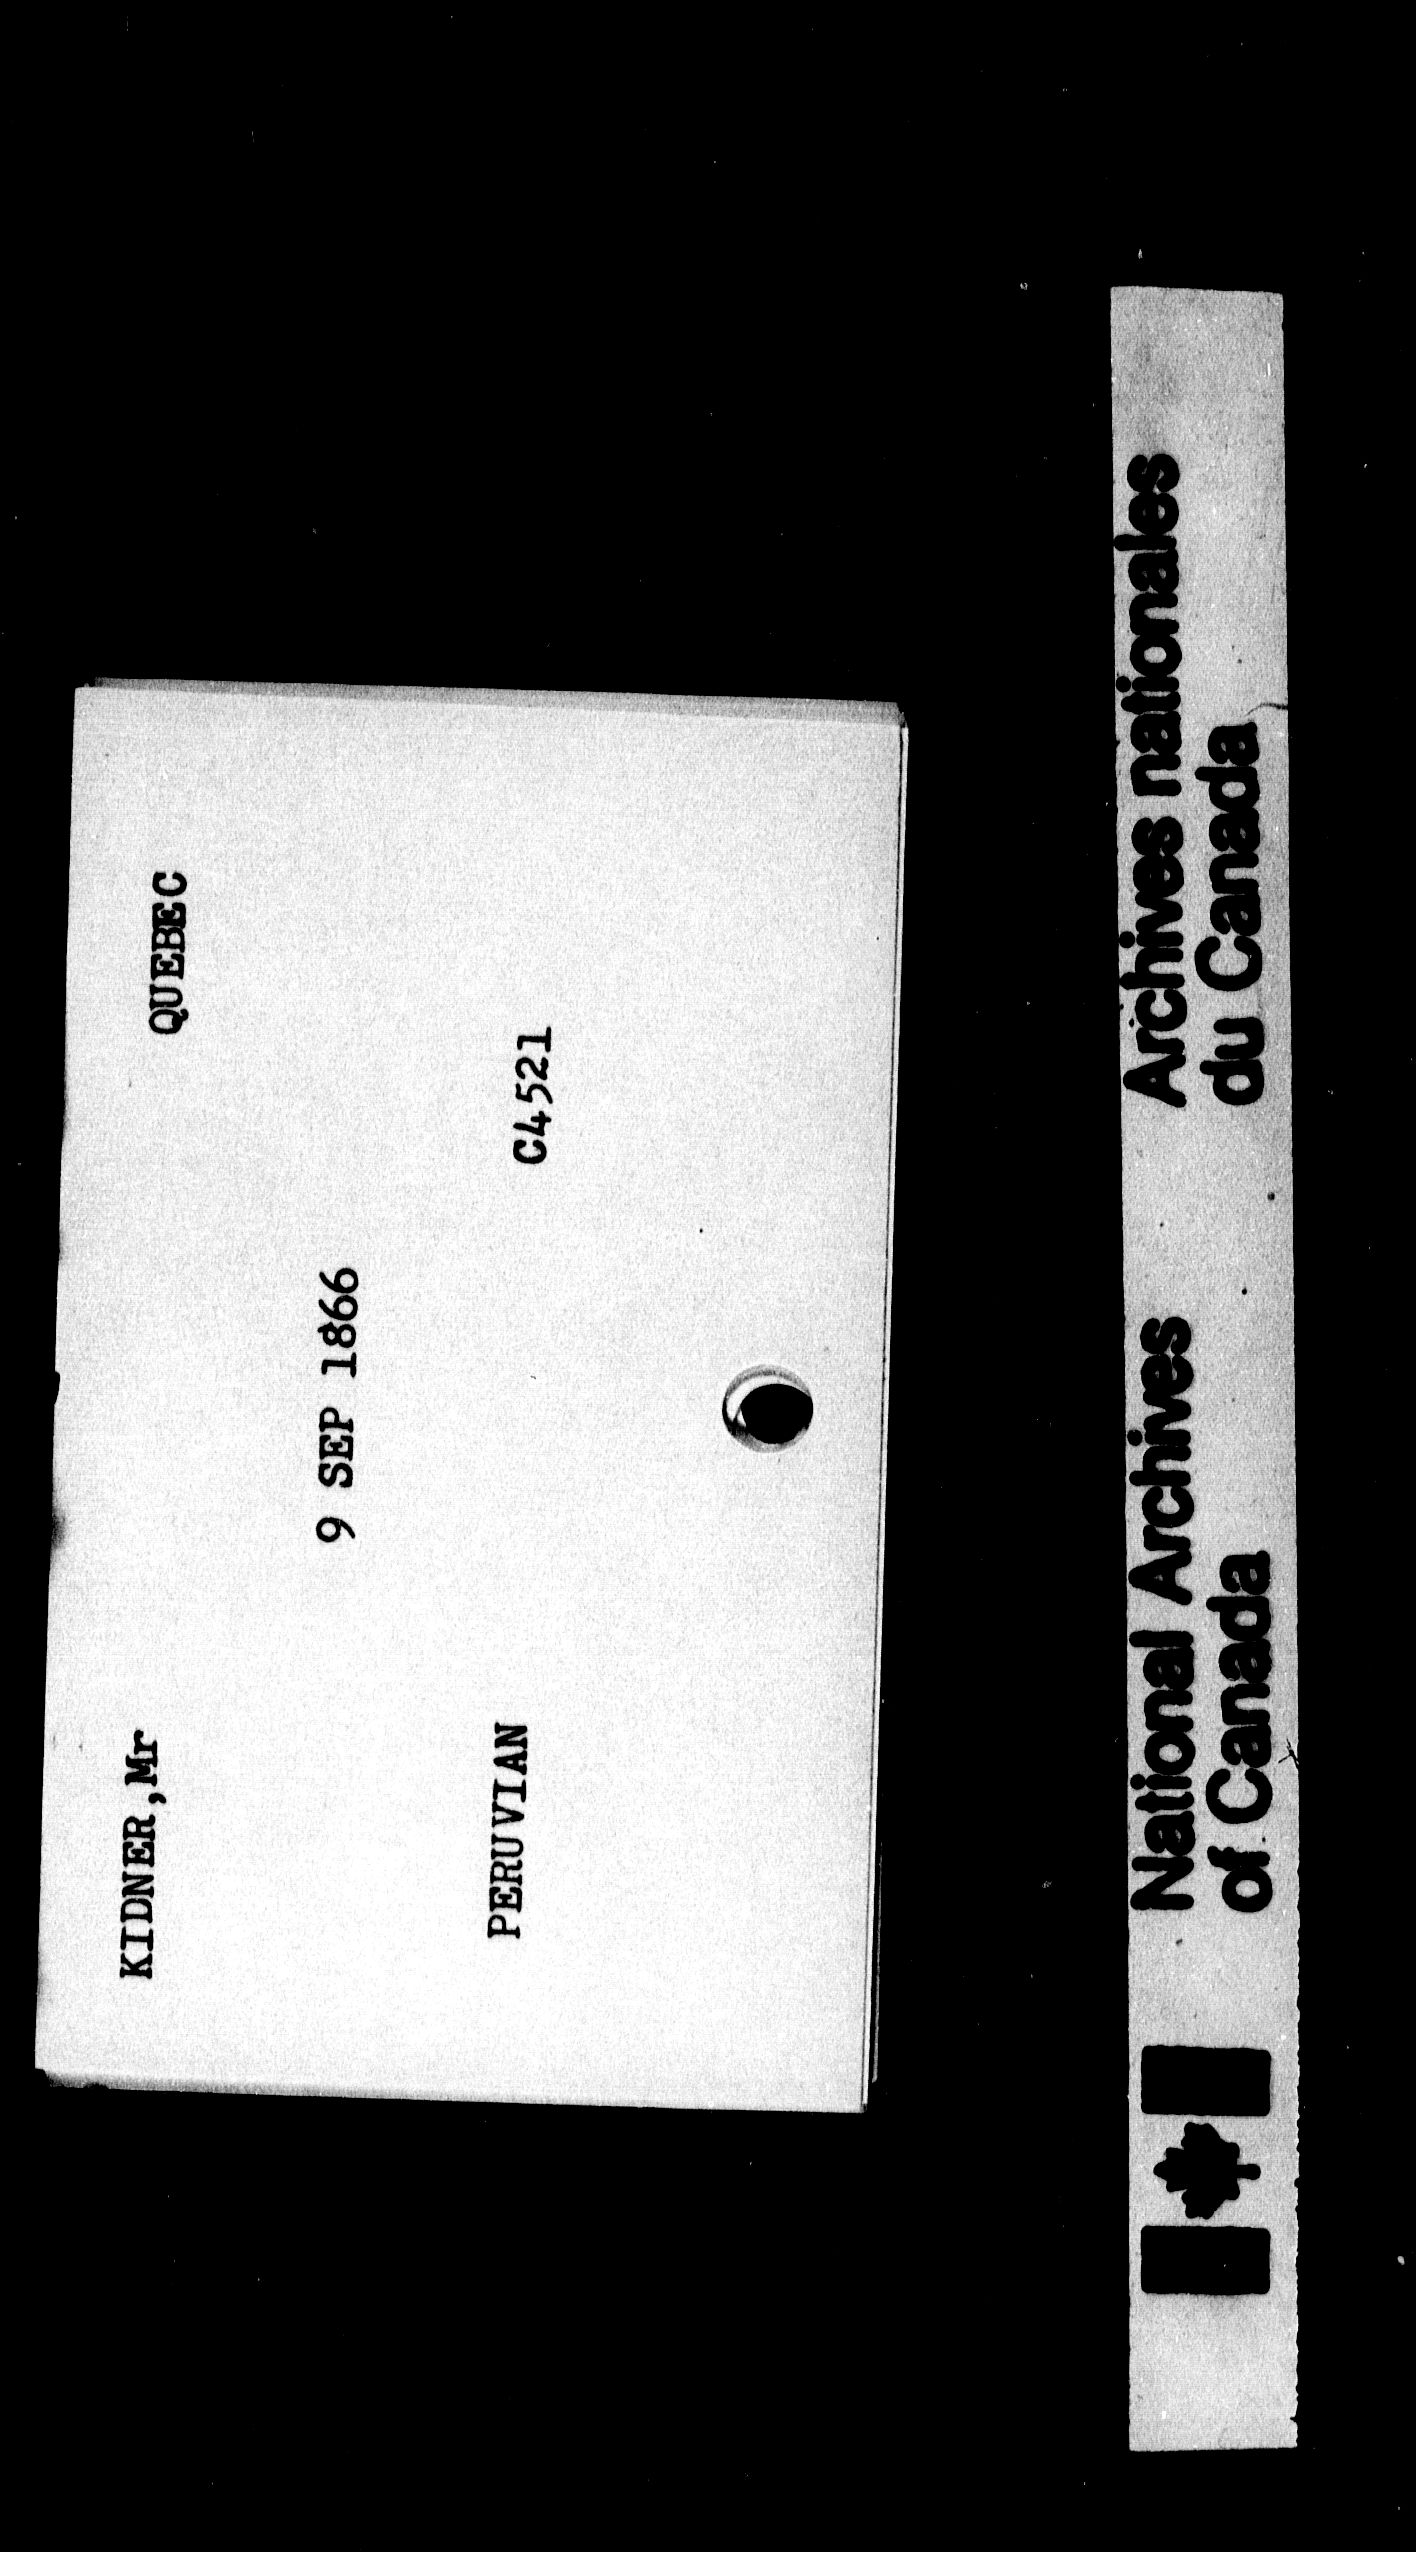 KIDNER,Mr QUEBEC
9 SEP 1866
PERUVIAN C4521
National Archives Archives nationales
of Canada du Canada